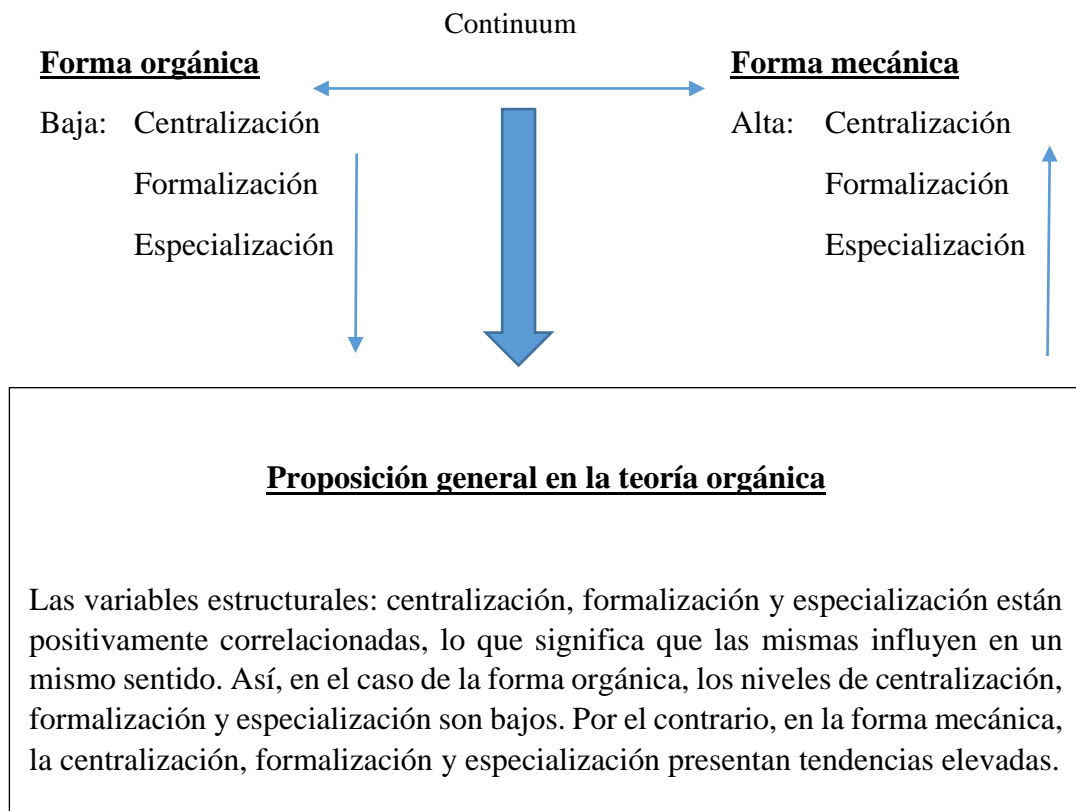 Continuum
Forma orgánica Forma mecánica
Baja: Centralización Alta: Centralización
Formalización Formalización
Especialización Especialización
Proposición general en la teoría orgánica
Las variables estructurales: centralización, formalización y especialización están
positivamente correlacionadas, lo que significa que las mismas influyen en un
mismo sentido. Así, en el caso de la forma orgánica, los niveles de centralización,
formalización y especialización son bajos. Por el contrario, en la forma mecánica,
la centralización, formalización y especialización presentan tendencias elevadas.